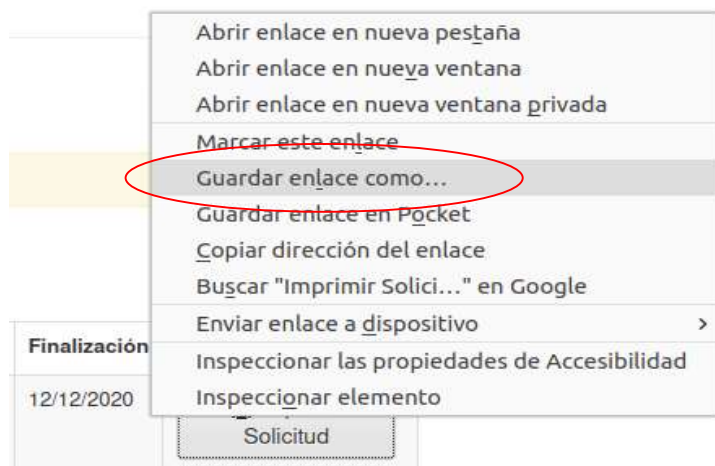 Abrir enlace en nueva pestaña
Abrir enlace en nueva ventana
Abrir enlace en nueva ventana privada
Marcar este enlace
Guardar enlace como...
Guardar enlace en Pocket
Copiar dirección del enlace
Buscar "Imprimir Solici..." en Google
Enviar enlace a dispositivo >
Finalización
Inspeccionar las propiedades de Accesibilidad
12/12/2020
Inspeccionar elemento
Solicitud